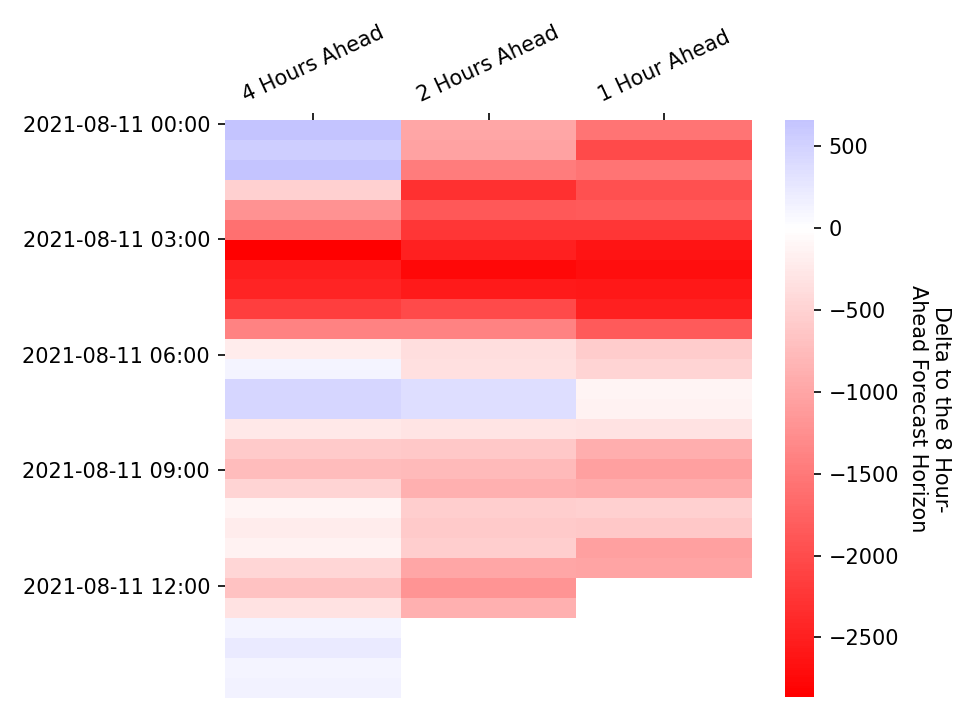 4 Hours Ahead
2 Hours Ahead
1 Hour Ahead
2021-08-11 00:00
2021-08-11 03:00
2021-08-11 06:00
2021-08-11 09:00
2021-08-11 12:00
500
0
−500
−1000
−1500
−2000
−2500
Delta to the 8 Hour-
Ahead Forecast Horizon